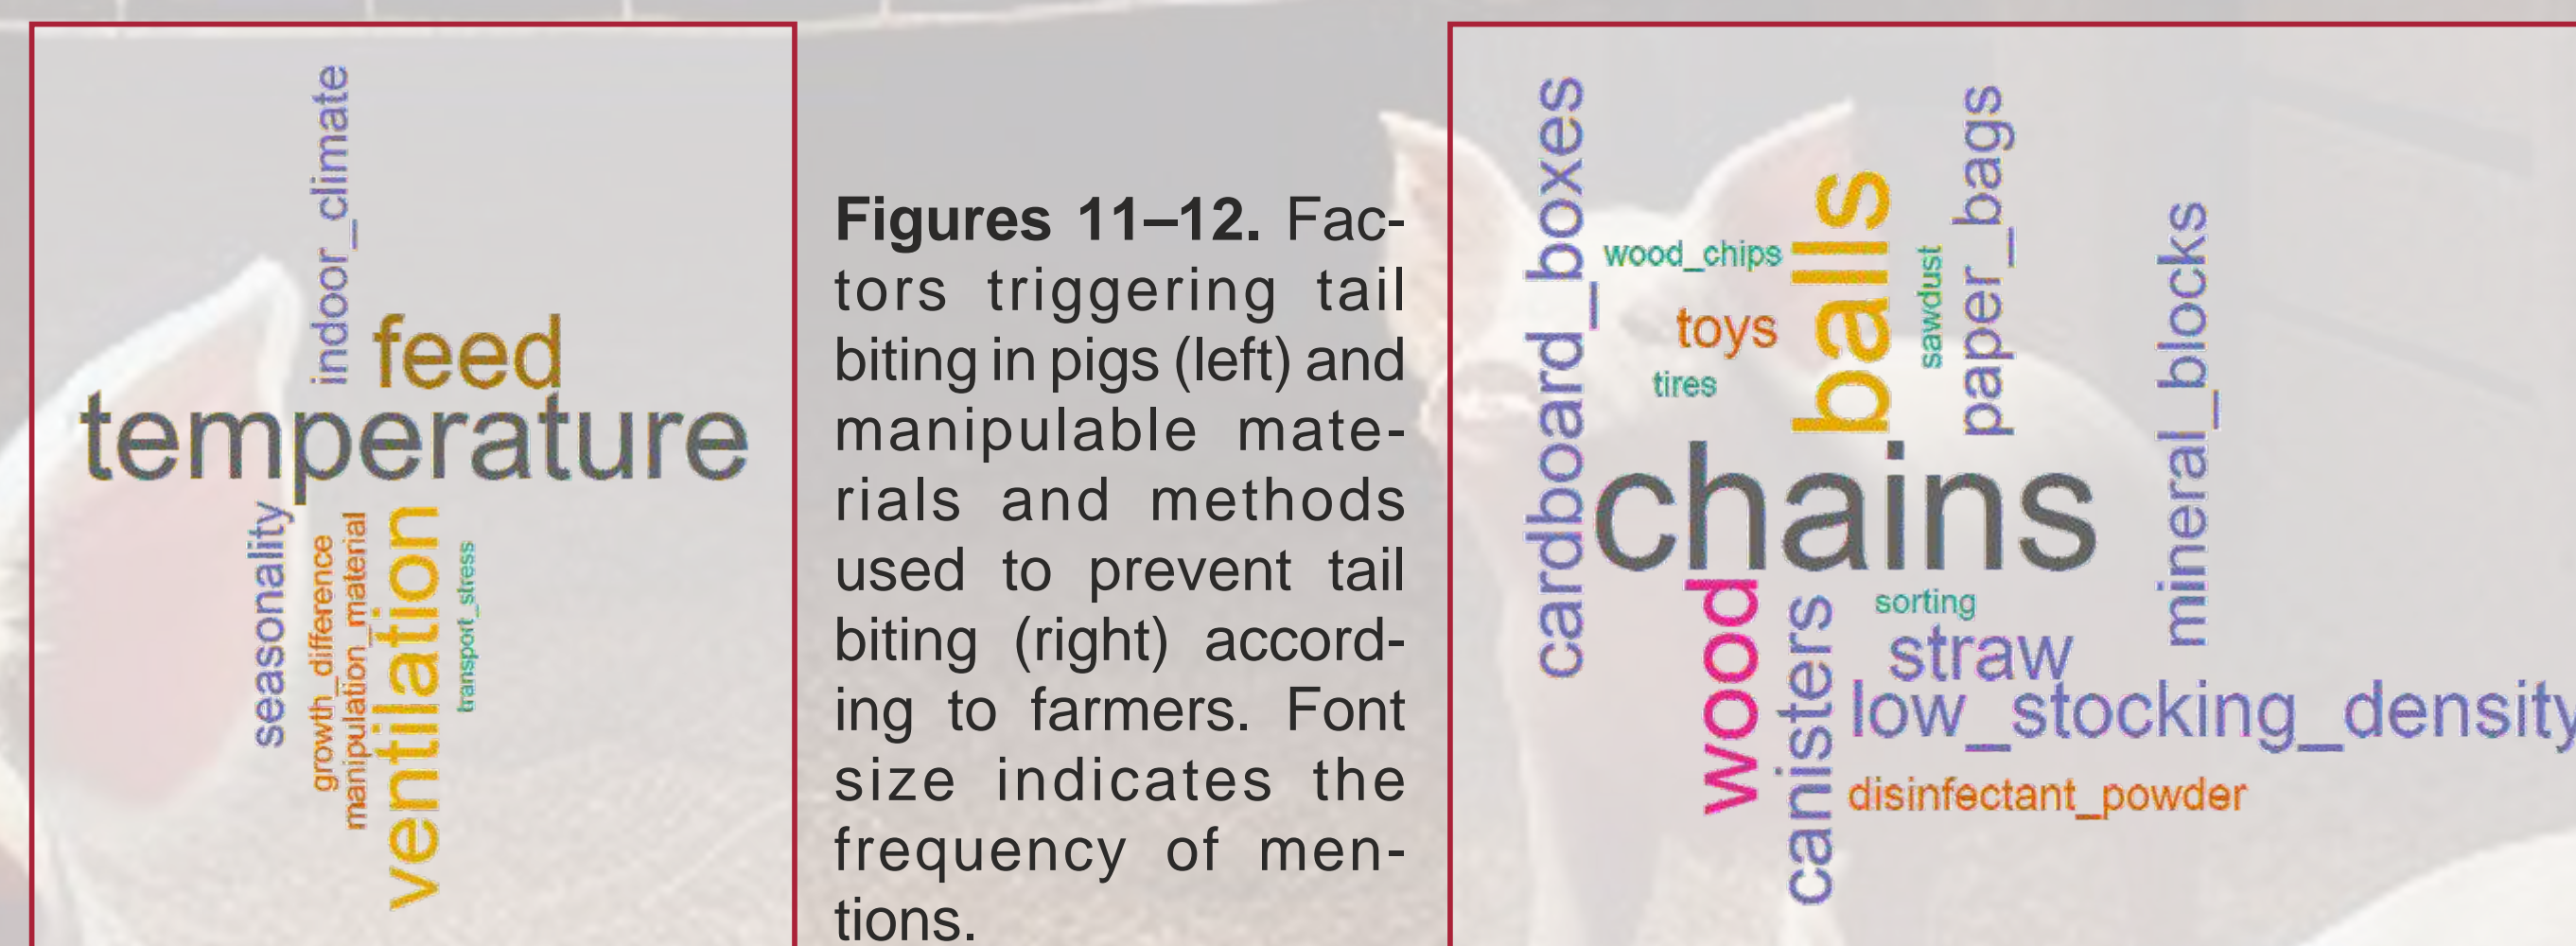 indoor_climate
feed
temperature
seasonality
growth_difference
manipulation_material
ventilation
transport_stress
Figures 11–12. Fac-
tors triggering tail
biting in pigs (left) and
manipulable mate-
rials and methods
used to prevent tail
biting (right) accord-
ing to farmers. Font
size indicates the
frequency of men-
tions.
cardboard_boxes
wood_chips
toys
tires
balls
sawdust
paper_bags
mineral_blocks
chains
wood
canisters
sorting
straw
low_stocking_density
disinfectant_powder